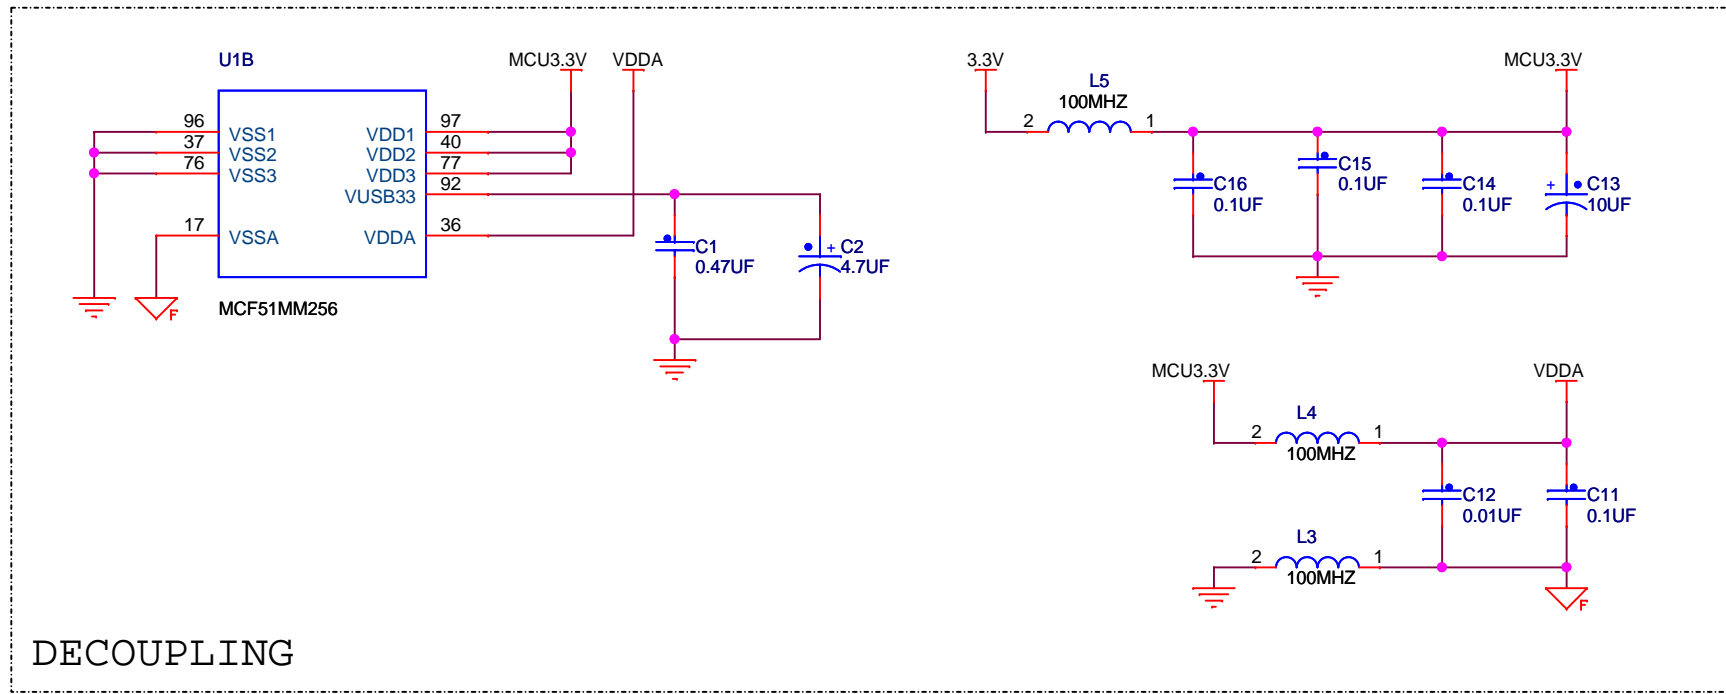 U1B
MCU3.3V
VDDA
96
37
76
17
VSS1
VSS2
VSS3
VSSA
VDD1
VDD2
VDD3
VUSB33
VDDA
97
40
77
92
36
MCF51MM256
F
C1
0.47UF
+
C2
4.7UF
3.3V
L5
100MHZ
2
1
MCU3.3V
C16
0.1UF
C15
0.1UF
C14
0.1UF
+
C13
10UF
MCU3.3V
VDDA
L4
2
1
100MHZ
C12
0.01UF
C11
0.1UF
L3
2
1
100MHZ
F
DECOUPLING